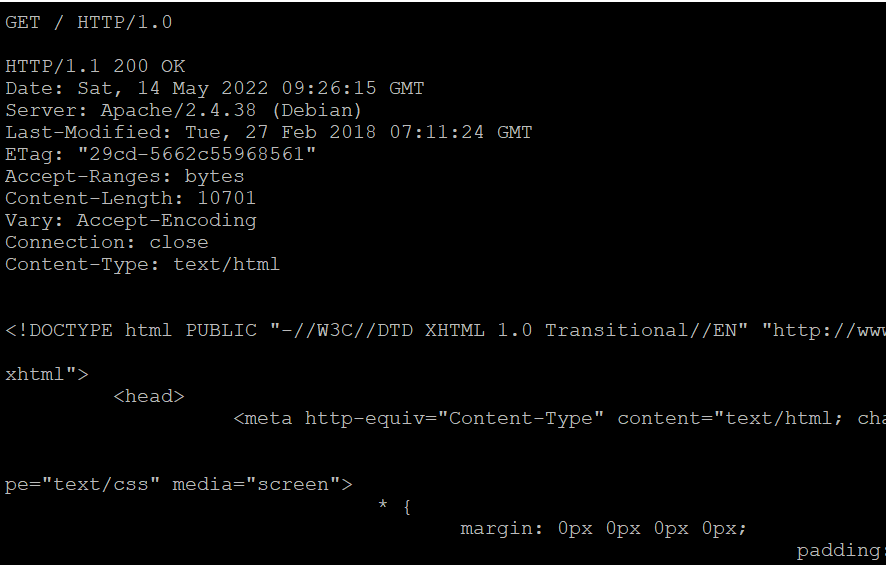 GET / HTTP/1.0
HTTP/1.1 200 OK
Date: Sat, 14 May 2022 09:26:15 GMT
Server: Apache/2.4.38 (Debian)
Last-Modified: Tue, 27 Feb 2018 07:11:24 GMT
ETag: "29cd-5662c55968561"
Accept-Ranges: bytes
Content-Length: 10701
Vary: Accept-Encoding
Connection: close
Content-Type: text/html
<!DOCTYPE html PUBLIC "-//W3C//DTD XHTML 1.0 Transitional//EN" "http://www
xhtml">
<head>
<meta http-equiv="Content-Type" content="text/html; cha
pe="text/css" media="screen">
* {
margin: 0px 0px 0px 0px;
padding: